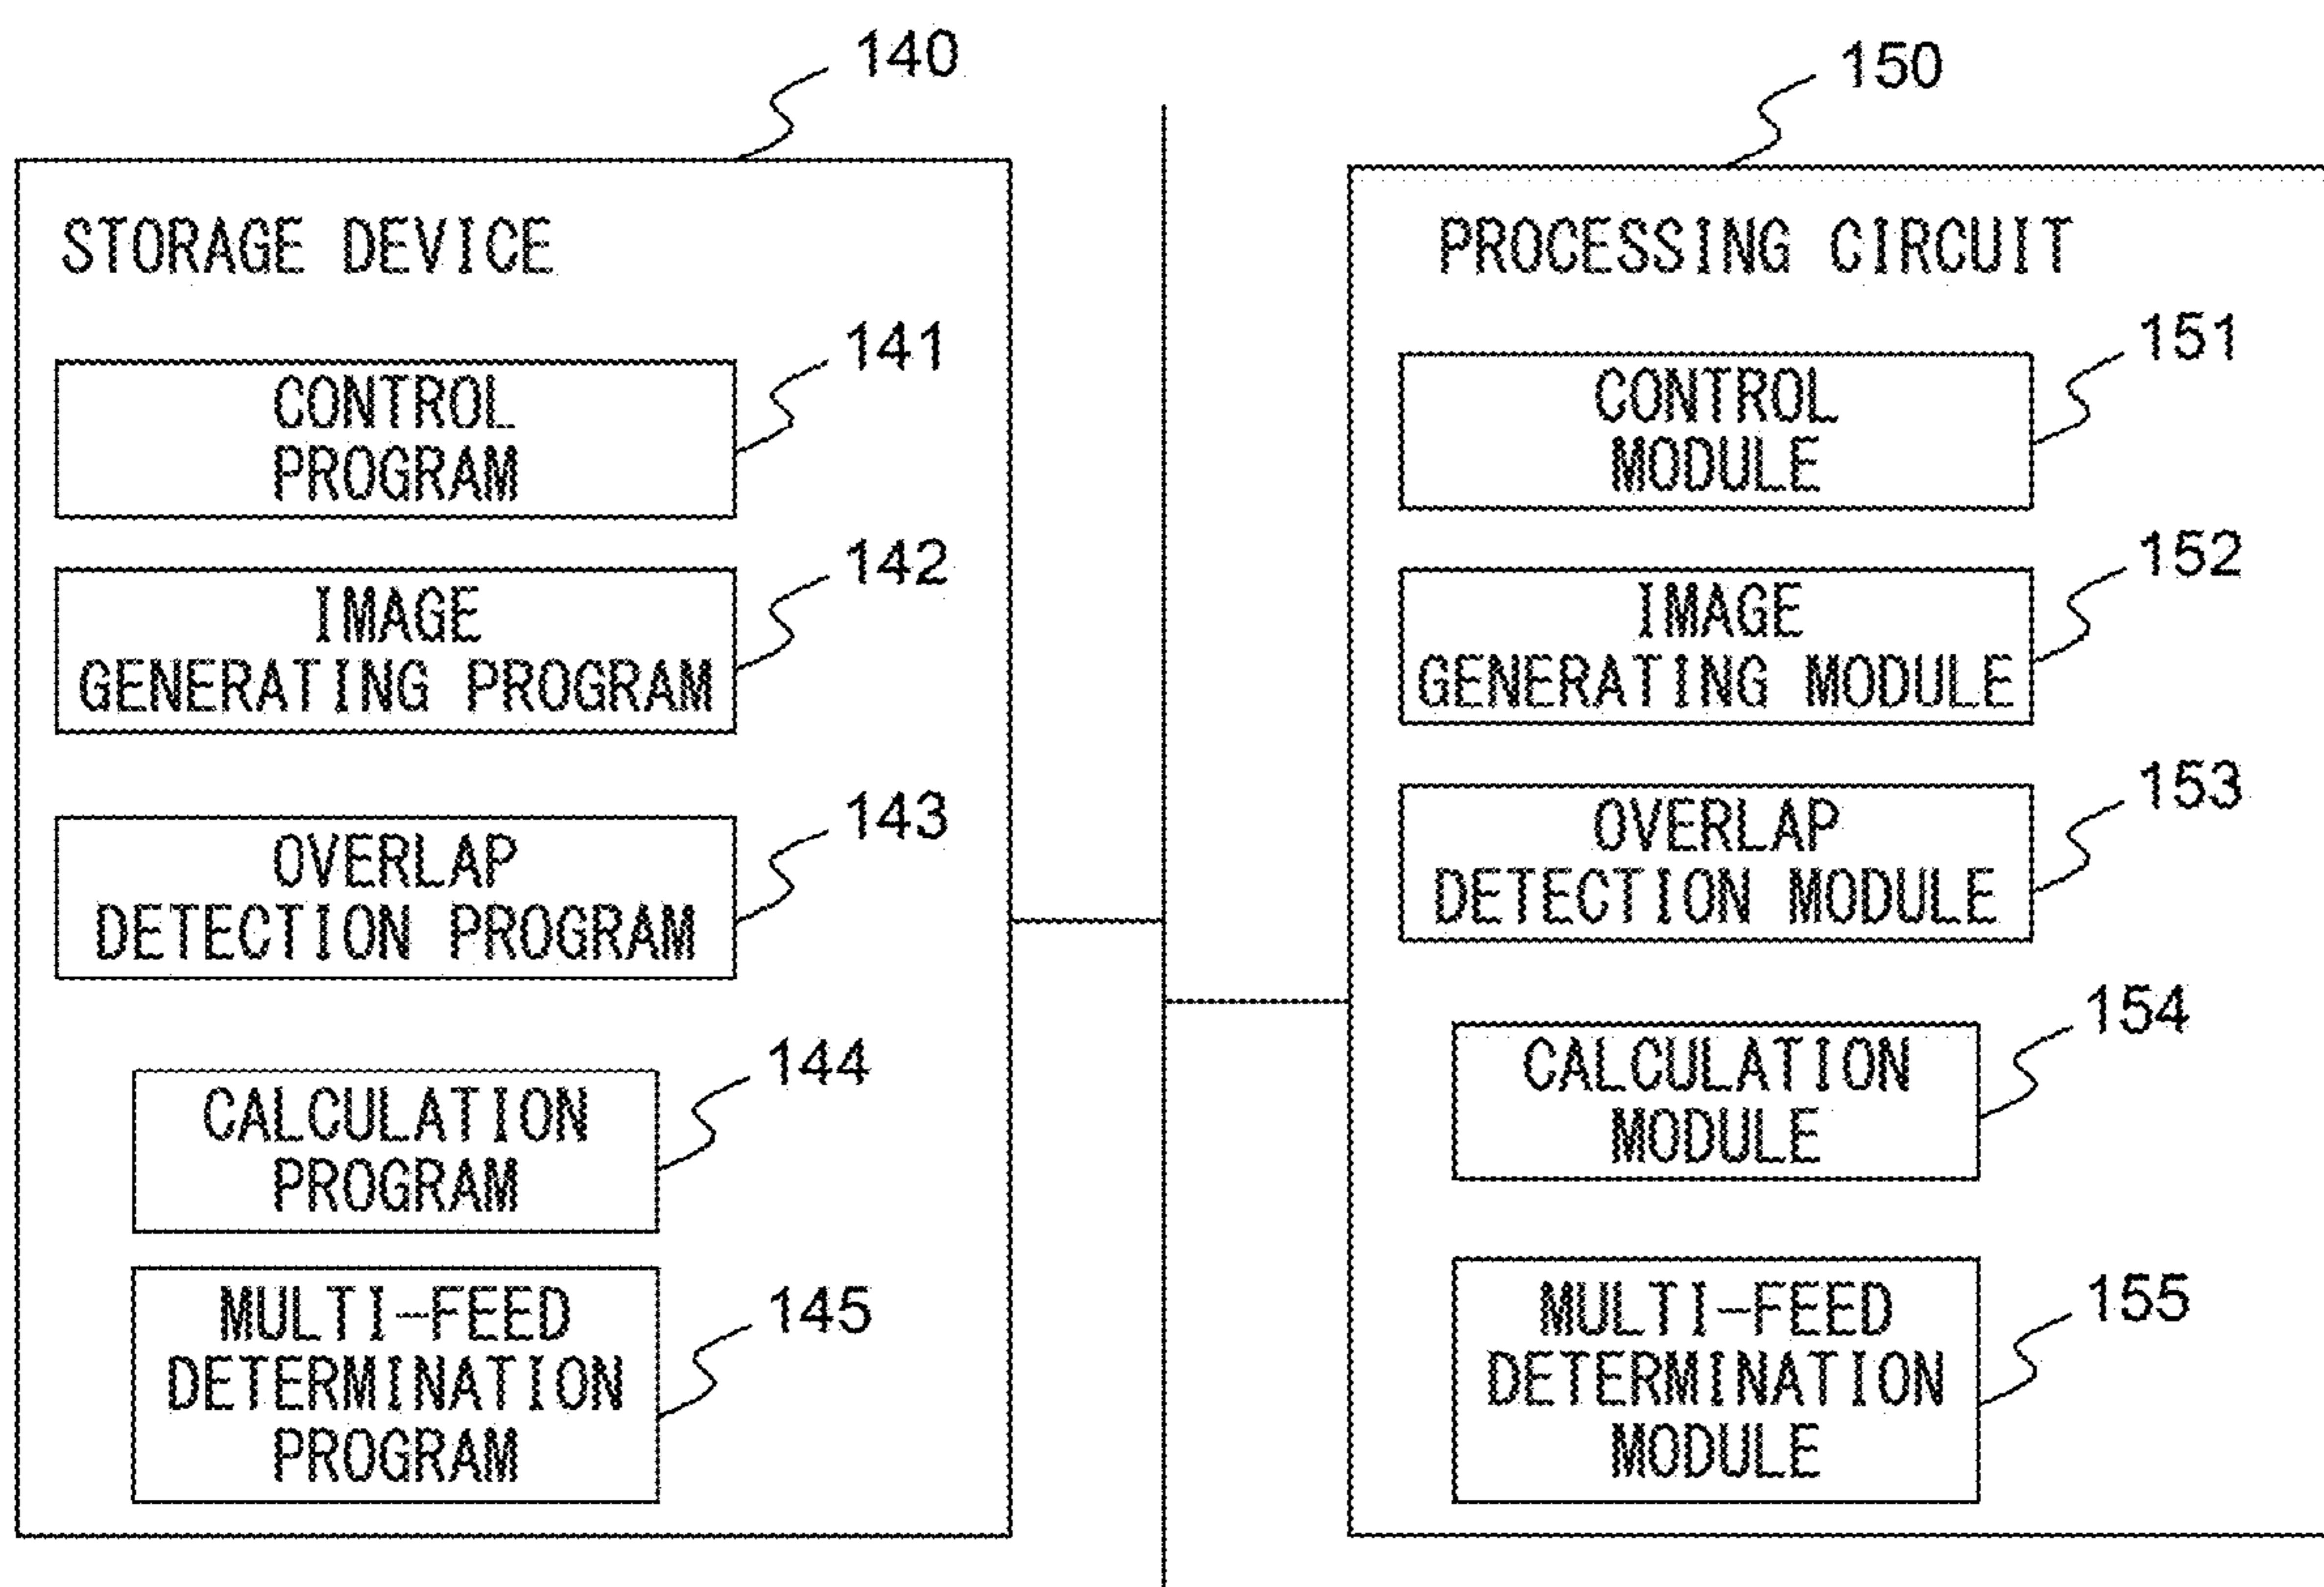 140
STORAGE DEVICE
141
CONTROL
PROGRAM
142
IMAGE
GENERATING PROGRAM
143
OVERLAP
DETECTION PROGRAM
144
CALCULATION
PROGRAM
145
MULTI-FEED
DETERMINATION
PROGRAM
150
PROCESSING CIRCUIT
151
CONTROL
MODULE
152
IMAGE
GENERATING MODULE
153
OVERLAP
DETECTION MODULE
154
CALCULATION
MODULE
155
MULTI-FEED
DETERMINATION
MODULE